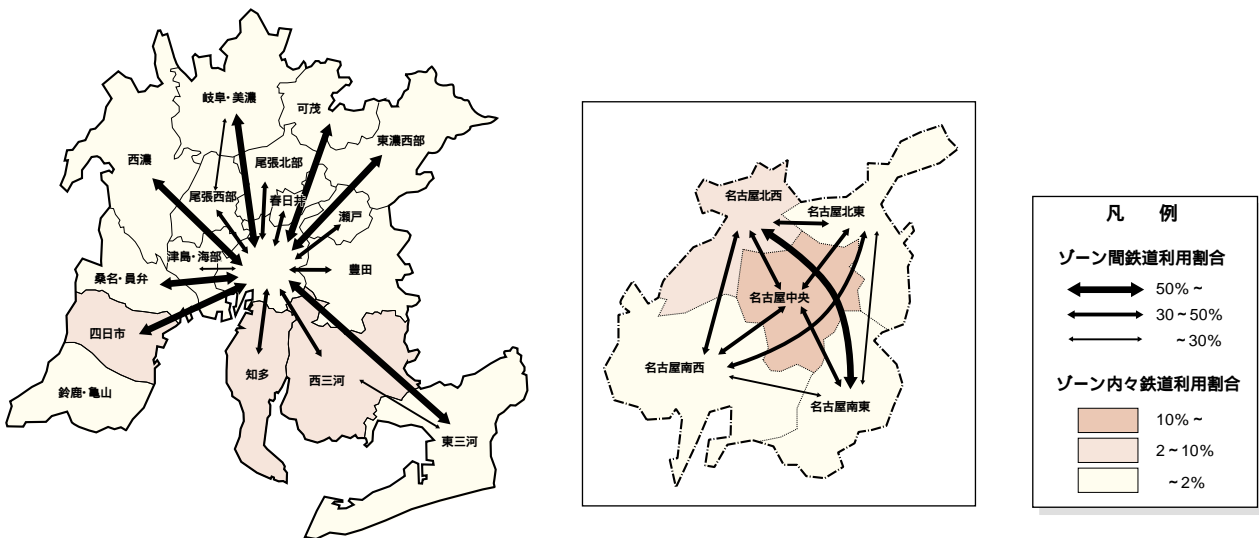 岐阜・美濃
可茂
東濃西部
西濃
尾張北部
尾張西部
春日井
瀬戸
津島・海部
桑名・員弁
豊田
四日市
知多
西三河
鈴鹿・亀山
東三河
名古屋北西
名古屋北東
名古屋中央
名古屋南西
名古屋南東
凡 例
ゾーン間鉄道利用割合
50%~
30~50%
~30%
ゾーン内々鉄道利用割合
10%~
2~10%
~2%